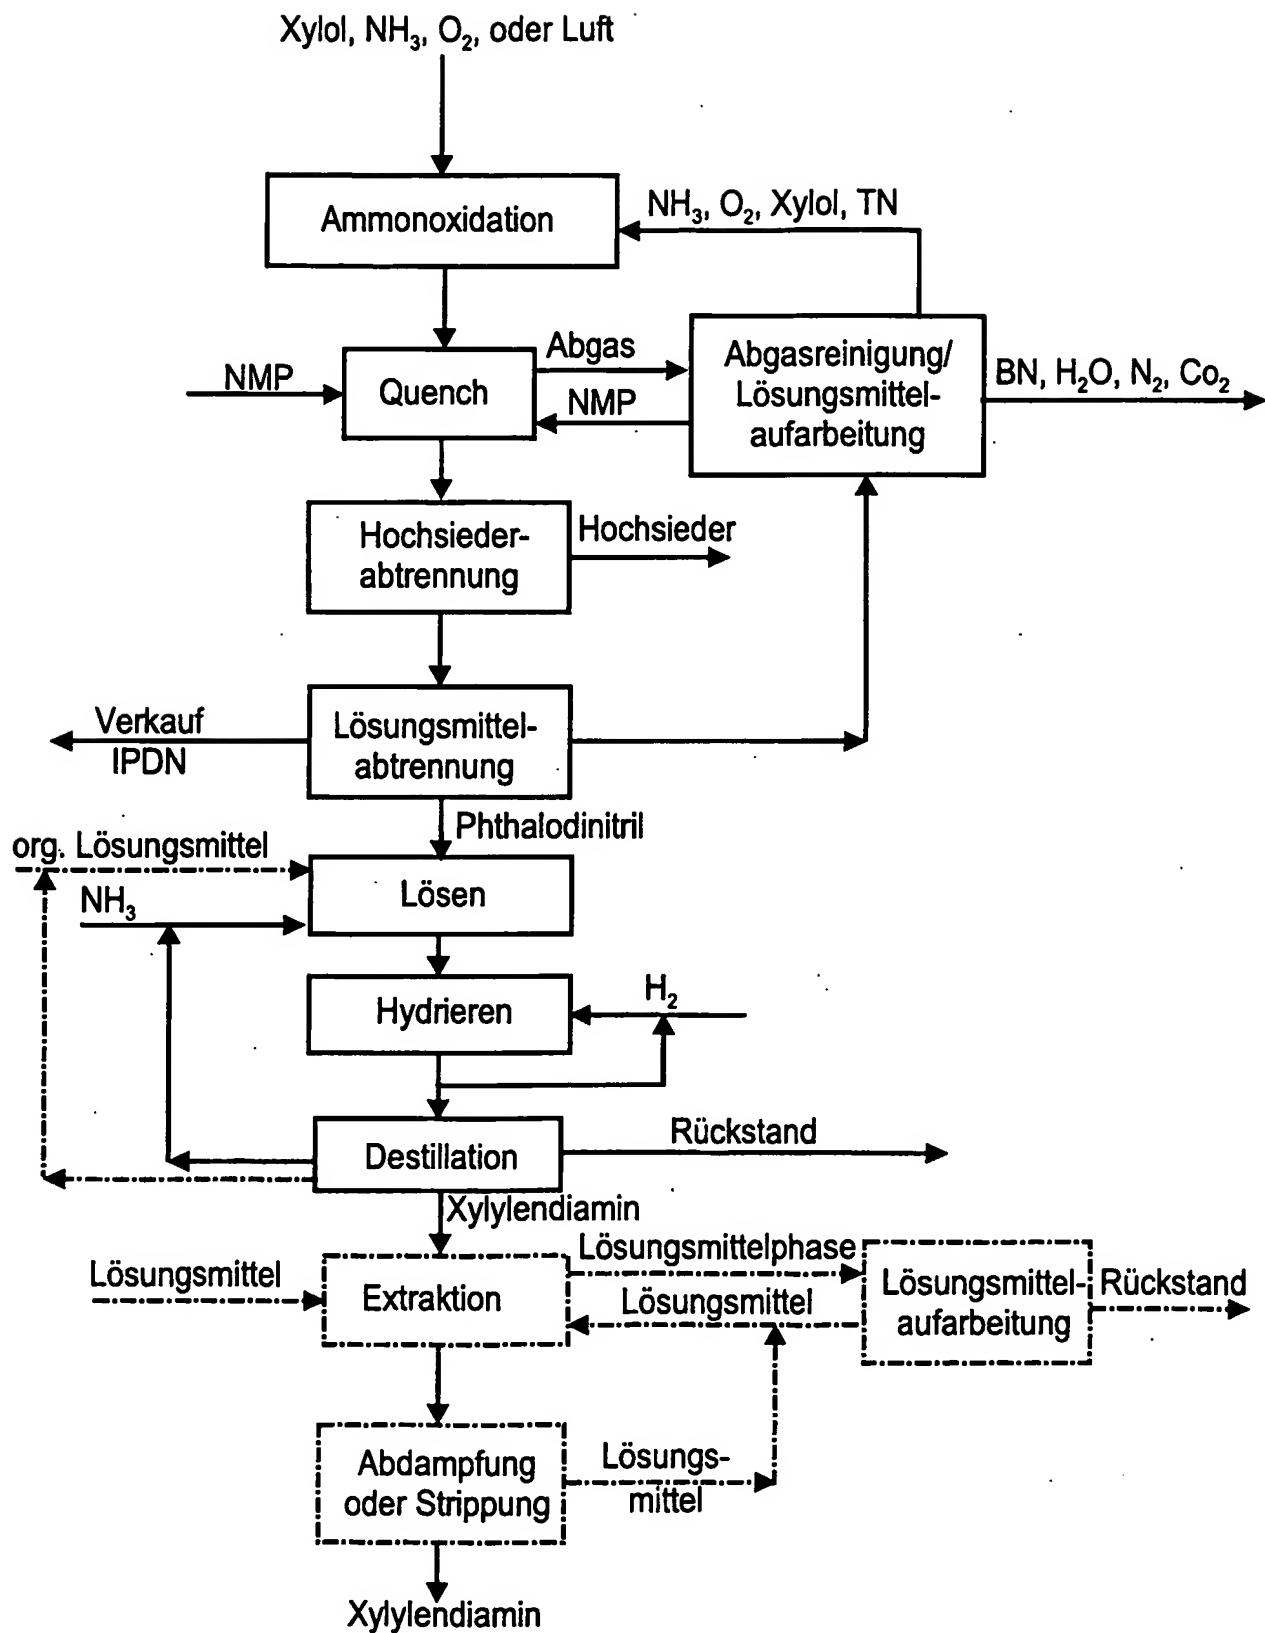 Xylol, NH₃, O₂, oder Luft
Ammonoxidation
NH₃, O₂, Xylol, TN
Abgas
Abgasreinigung/
Lösungsmittel-
aufarbeitung
BN, H₂O, N₂, Co₂
NMP
Quench
NMP
Hochsieder-
abtrennung
Hochsieder
Verkauf
IPDN
Lösungsmittel-
abtrennung
Phthalodinitril
org. Lösungsmittel
Lösen
NH₃
Hydrieren
H₂
Destillation
Rückstand
Xylylendiamin
Lösungsmittel
Extraktion
Lösungsmittelphase
Lösungsmittel
Lösungsmittel-
aufarbeitung
Rückstand
Abdampfung
oder Strippung
Lösungs-
mittel
Xylylendiamin